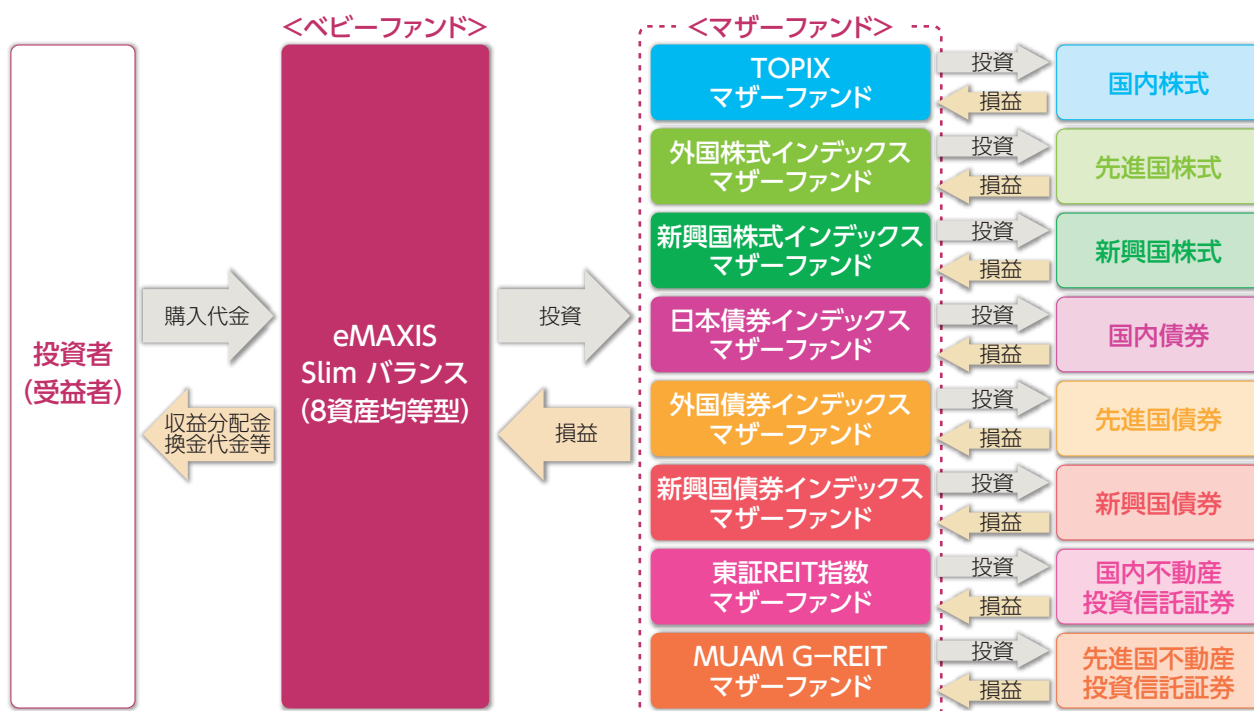 <ベビーファンド>
<マザーファンド>
投資者
(受益者)
購入代金
収益分配金
換金代金等
eMAXIS
Slim バランス
(8資産均等型)
投資
損益
TOPIX
マザーファンド
投資
損益
国内株式
外国株式インデックス
マザーファンド
投資
損益
先進国株式
新興国株式インデックス
マザーファンド
投資
損益
新興国株式
日本債券インデックス
マザーファンド
投資
損益
国内債券
外国債券インデックス
マザーファンド
投資
損益
先進国債券
新興国債券インデックス
マザーファンド
投資
損益
新興国債券
東証REIT指数
マザーファンド
投資
損益
国内不動産
投資信託証券
MUAM G-REIT
マザーファンド
投資
損益
先進国不動産
投資信託証券